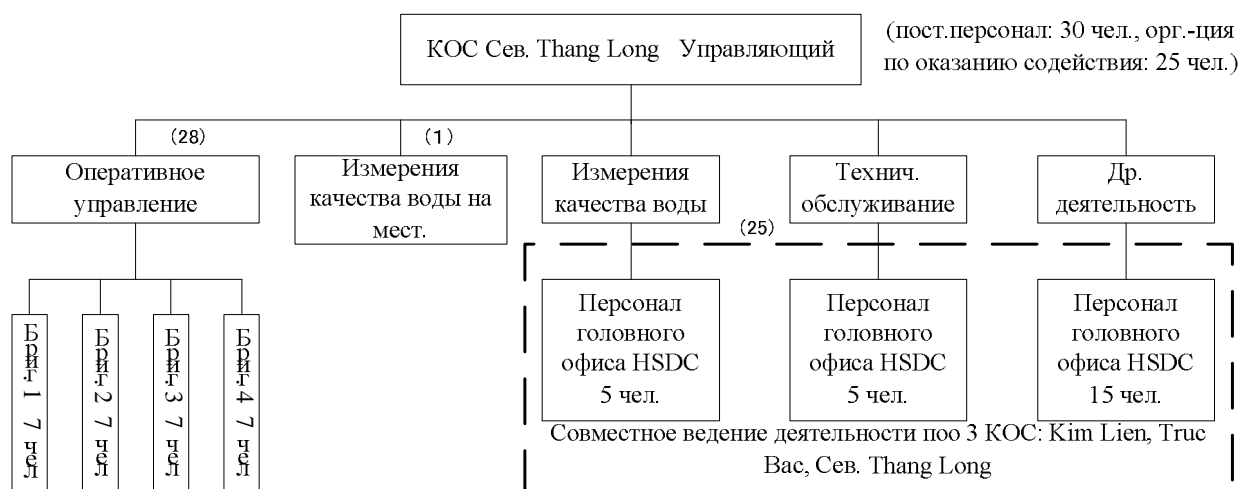 КОС Сев. Thang Long Управляющий
(пост.персонал: 30 чел., орг.-ция
по оказанию содействия: 25 чел.)
(28)
(1)
Оперативное
управление
Измерения
качества воды на
мест.
Измерения
качества воды
Технич.
обслуживание
Др.
деятельность
(25)
Бриг.1 7 чел
Бриг.2 7 чел
Бриг.3 7 чел
Бриг.4 7 чел
Персонал
головного
офиса HSDC
5 чел.
Персонал
головного
офиса HSDC
5 чел.
Персонал
головного
офиса HSDC
15 чел.
Совместное ведение деятельности поо 3 КОС: Kim Lien, Truc
Bac, Сев. Thang Long